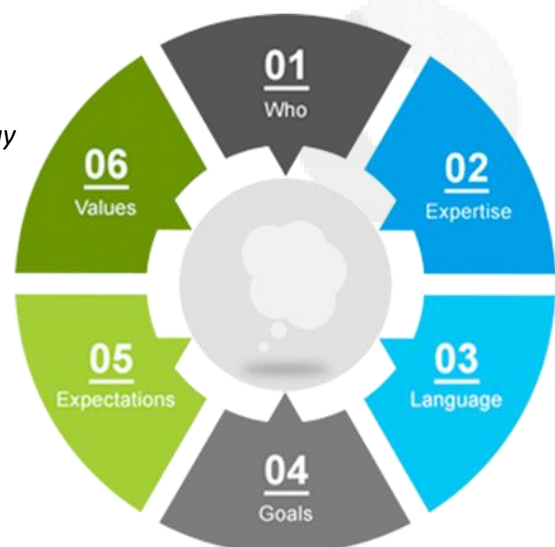 01
Who
02
Expertise
03
Language
04
Goals
05
Expectations
06
Values